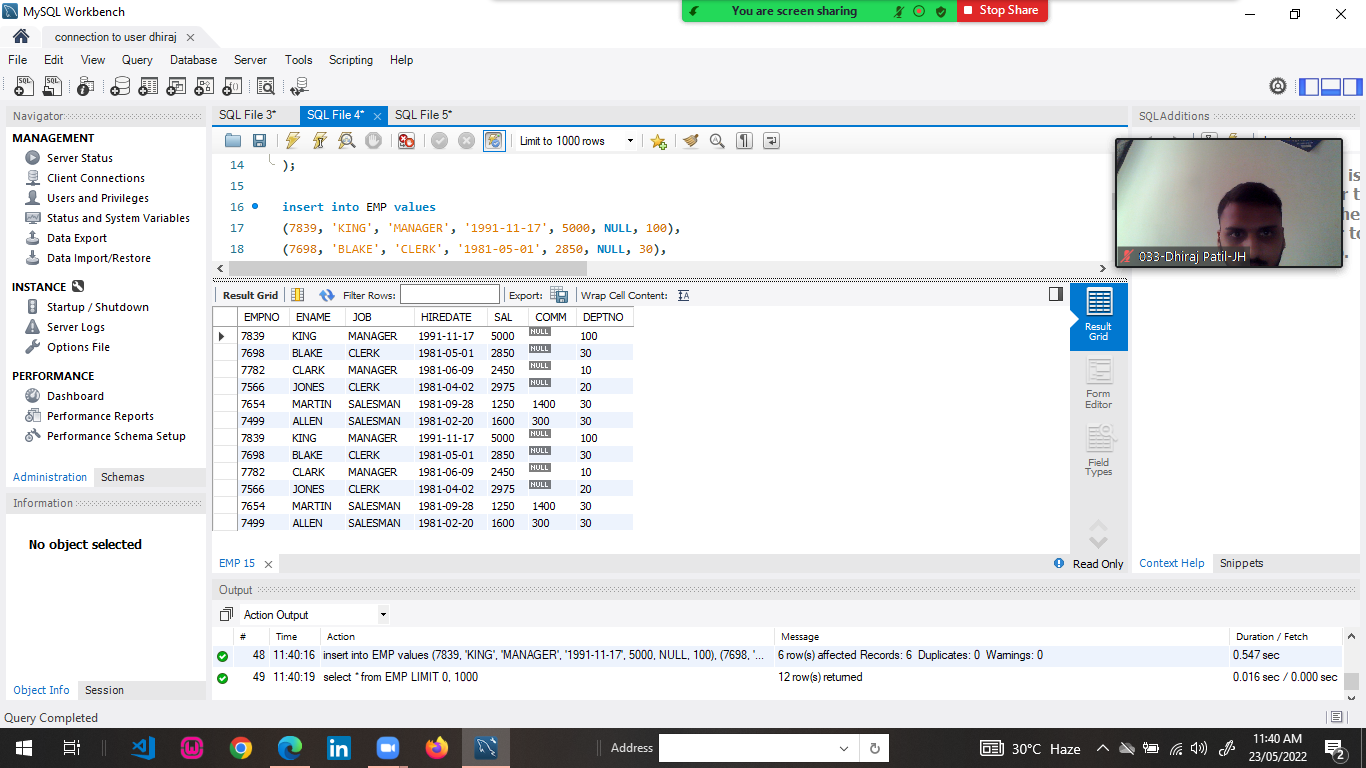 MySQL Workbench
You are screen sharing
Stop Share
connection to user dhiraj
File Edit View Query Database Server Tools Scripting Help
Navigator
MANAGEMENT
Server Status
Client Connections
Users and Privileges
Status and System Variables
Data Export
Data Import/Restore
INSTANCE
Startup / Shutdown
Server Logs
Options File
PERFORMANCE
Dashboard
Performance Reports
Performance Schema Setup
Administration Schemas
Information
No object selected
Object Info Session
SQL File 3* SQL File 4* SQL File 5*
Limit to 1000 rows
14 );
15
16 insert into EMP values
17 (7839, 'KING', 'MANAGER', '1991-11-17', 5000, NULL, 100),
18 (7698, 'BLAKE', 'CLERK', '1981-05-01', 2850, NULL, 30),
Result Grid Filter Rows: Export: Wrap Cell Content:
EMPNO ENAME JOB HIREDATE SAL COMM DEPTNO
7839 KING MANAGER 1991-11-17 5000 NULL 100
7698 BLAKE CLERK 1981-05-01 2850 NULL 30
7782 CLARK MANAGER 1981-06-09 2450 NULL 10
7566 JONES CLERK 1981-04-02 2975 NULL 20
7654 MARTIN SALESMAN 1981-09-28 1250 1400 30
7499 ALLEN SALESMAN 1981-02-20 1600 300 30
7839 KING MANAGER 1991-11-17 5000 NULL 100
7698 BLAKE CLERK 1981-05-01 2850 NULL 30
7782 CLARK MANAGER 1981-06-09 2450 NULL 10
7566 JONES CLERK 1981-04-02 2975 NULL 20
7654 MARTIN SALESMAN 1981-09-28 1250 1400 30
7499 ALLEN SALESMAN 1981-02-20 1600 300 30
Result
Grid
Form
Editor
Field
Types
EMP 15
Read Only
SQLAdditions
033-Dhiraj Patil-JH
Context Help Snippets
Output
Action Output
# Time Action Message Duration / Fetch
48 11:40:16 insert into EMP values (7839, 'KING', 'MANAGER', '1991-11-17', 5000, NULL, 100), (7698, '... 6 row(s) affected Records: 6 Duplicates: 0 Warnings: 0 0.547 sec
49 11:40:19 select * from EMP LIMIT 0, 1000 12 row(s) returned 0.016 sec / 0.000 sec
Query Completed
Address
30°C Haze
11:40 AM
23/05/2022
2